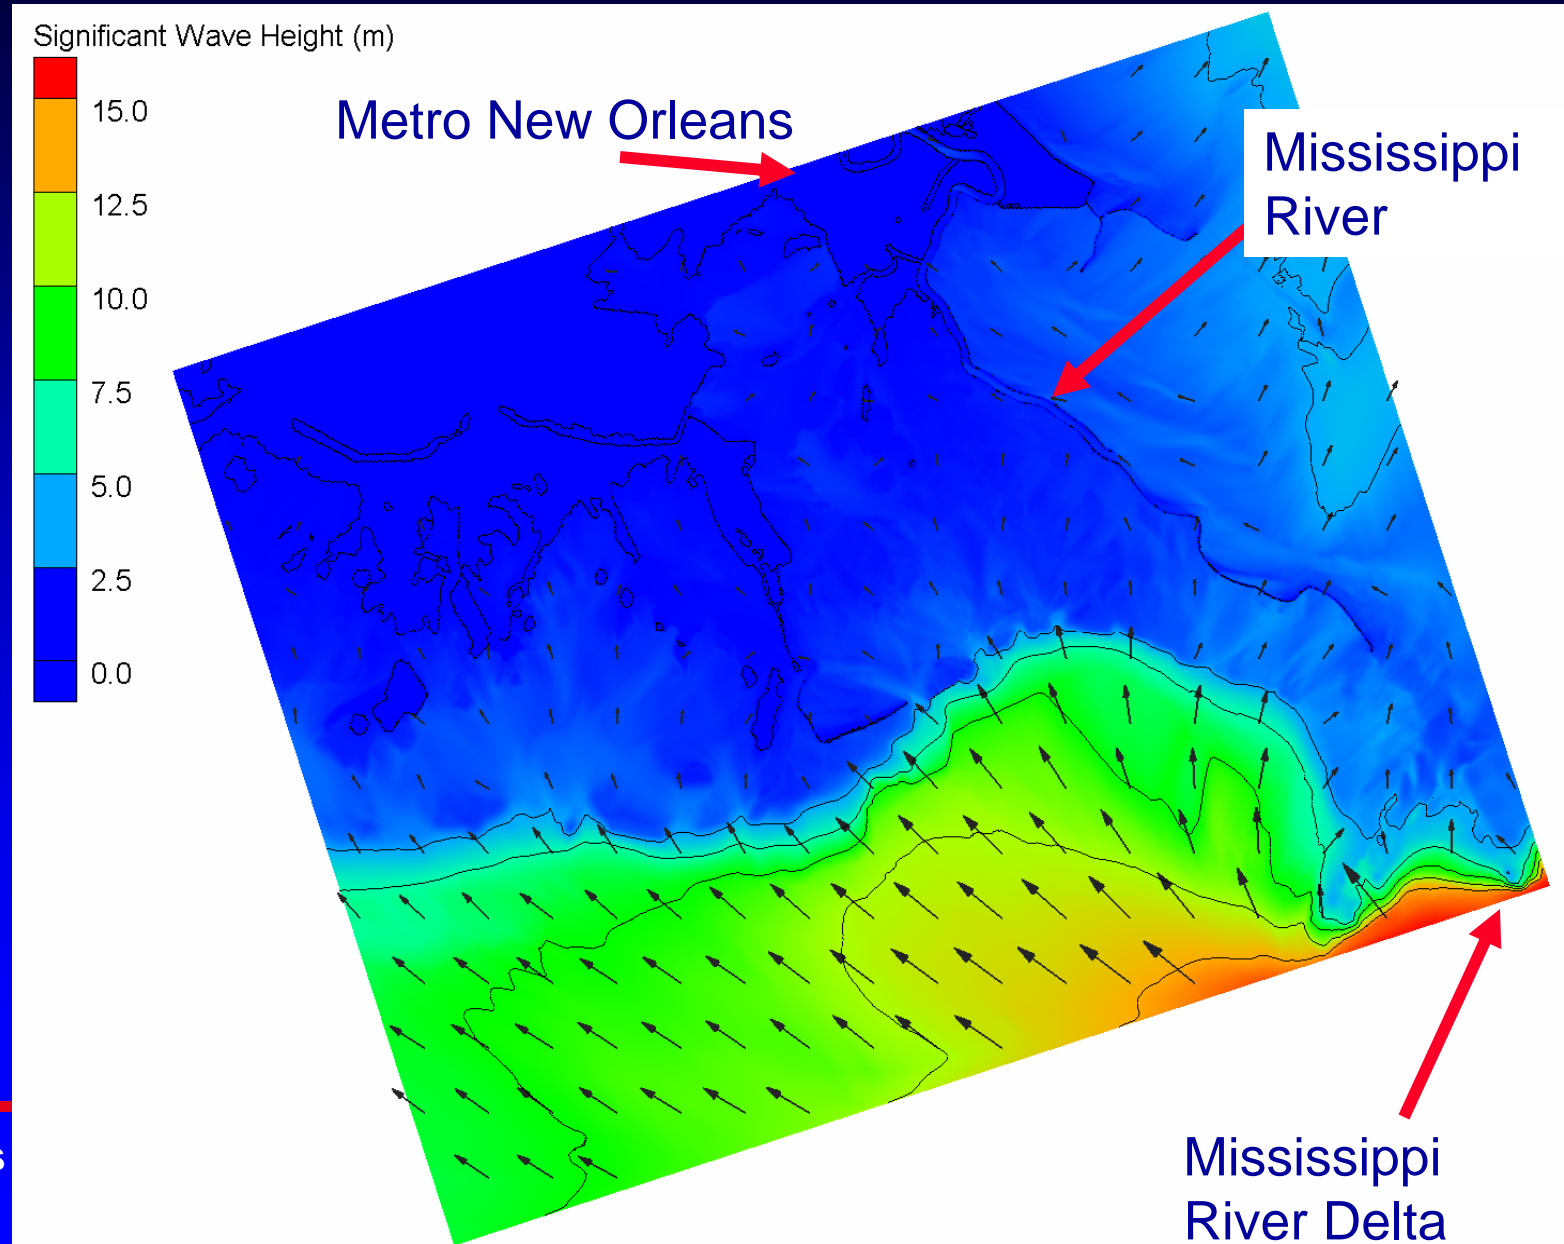 Significant Wave Height (m)
15.0
12.5
10.0
7.5
5.0
2.5
0.0
Metro New Orleans
Mississippi
River
Mississippi
River Delta
s